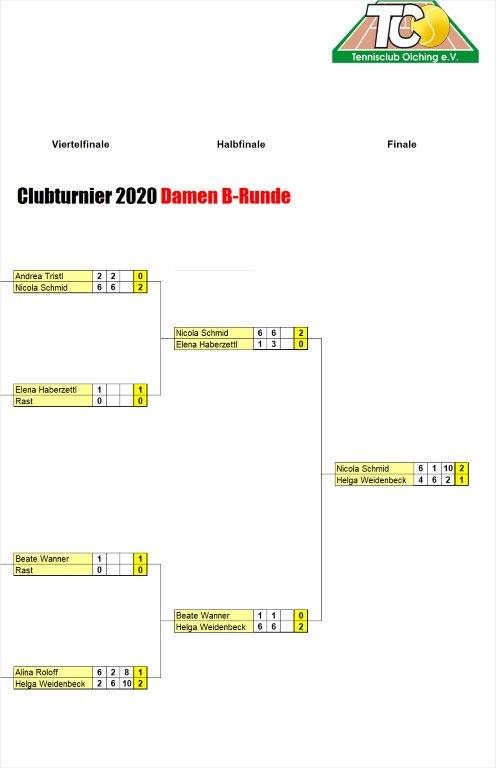 TC
Tennisclub Olching e.V.
Viertelfinale Halbfinale Finale
Clubturnier 2020 Damen B-Runde
Andrea Tristl 2 2 0
Nicola Schmid 6 6 2
Nicola Schmid 6 6 2
Elena Haberzettl 1 3 0
Elena Haberzettl 1 1
Rast 0 0
Nicola Schmid 6 1 10 2
Helga Weidenbeck 4 6 2 1
Beate Wanner 1 1
Rast 0 0
Beate Wanner 1 1 0
Helga Weidenbeck 6 6 2
Alina Roloff 6 2 8 1
Helga Weidenbeck 2 6 10 2